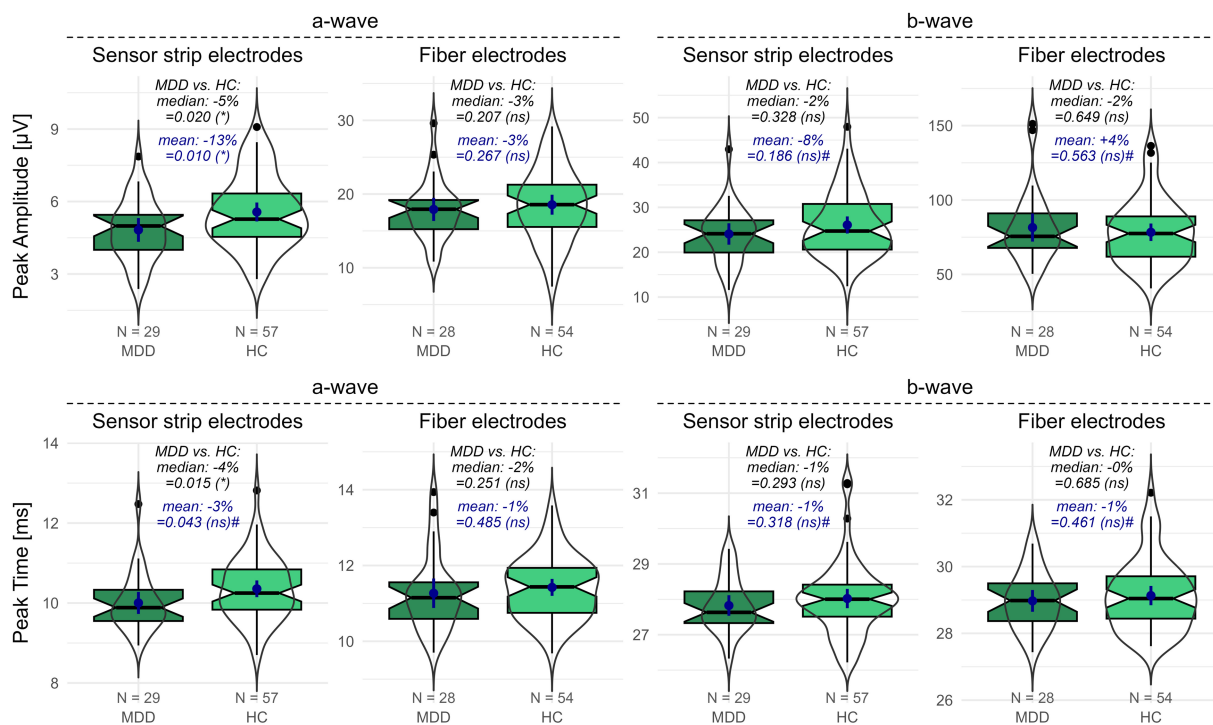 a-wave
b-wave
Sensor strip electrodes
Fiber electrodes
Sensor strip electrodes
Fiber electrodes
Peak Amplitude [µV]
9
6
3
MDD vs. HC:
median: -5%
=0.020 (*)
mean: -13%
=0.010 (*)
N = 29
MDD
N = 57
HC
30
20
10
MDD vs. HC:
median: -3%
=0.207 (ns)
mean: -3%
=0.267 (ns)
N = 28
MDD
N = 54
HC
50
40
30
20
10
MDD vs. HC:
median: -2%
=0.328 (ns)
mean: -8%
=0.186 (ns)#
N = 29
MDD
N = 57
HC
150
100
50
MDD vs. HC:
median: -2%
=0.649 (ns)
mean: +4%
=0.563 (ns)#
N = 28
MDD
N = 54
HC
a-wave
b-wave
Sensor strip electrodes
Fiber electrodes
Sensor strip electrodes
Fiber electrodes
Peak Time [ms]
14
12
10
8
MDD vs. HC:
median: -4%
=0.015 (*)
mean: -3%
=0.043 (ns)#
N = 29
MDD
N = 57
HC
14
12
10
MDD vs. HC:
median: -2%
=0.251 (ns)
mean: -1%
=0.485 (ns)
N = 28
MDD
N = 54
HC
31
29
27
MDD vs. HC:
median: -1%
=0.293 (ns)
mean: -1%
=0.318 (ns)#
N = 29
MDD
N = 57
HC
32
30
28
26
MDD vs. HC:
median: -0%
=0.685 (ns)
mean: -1%
=0.461 (ns)#
N = 28
MDD
N = 54
HC